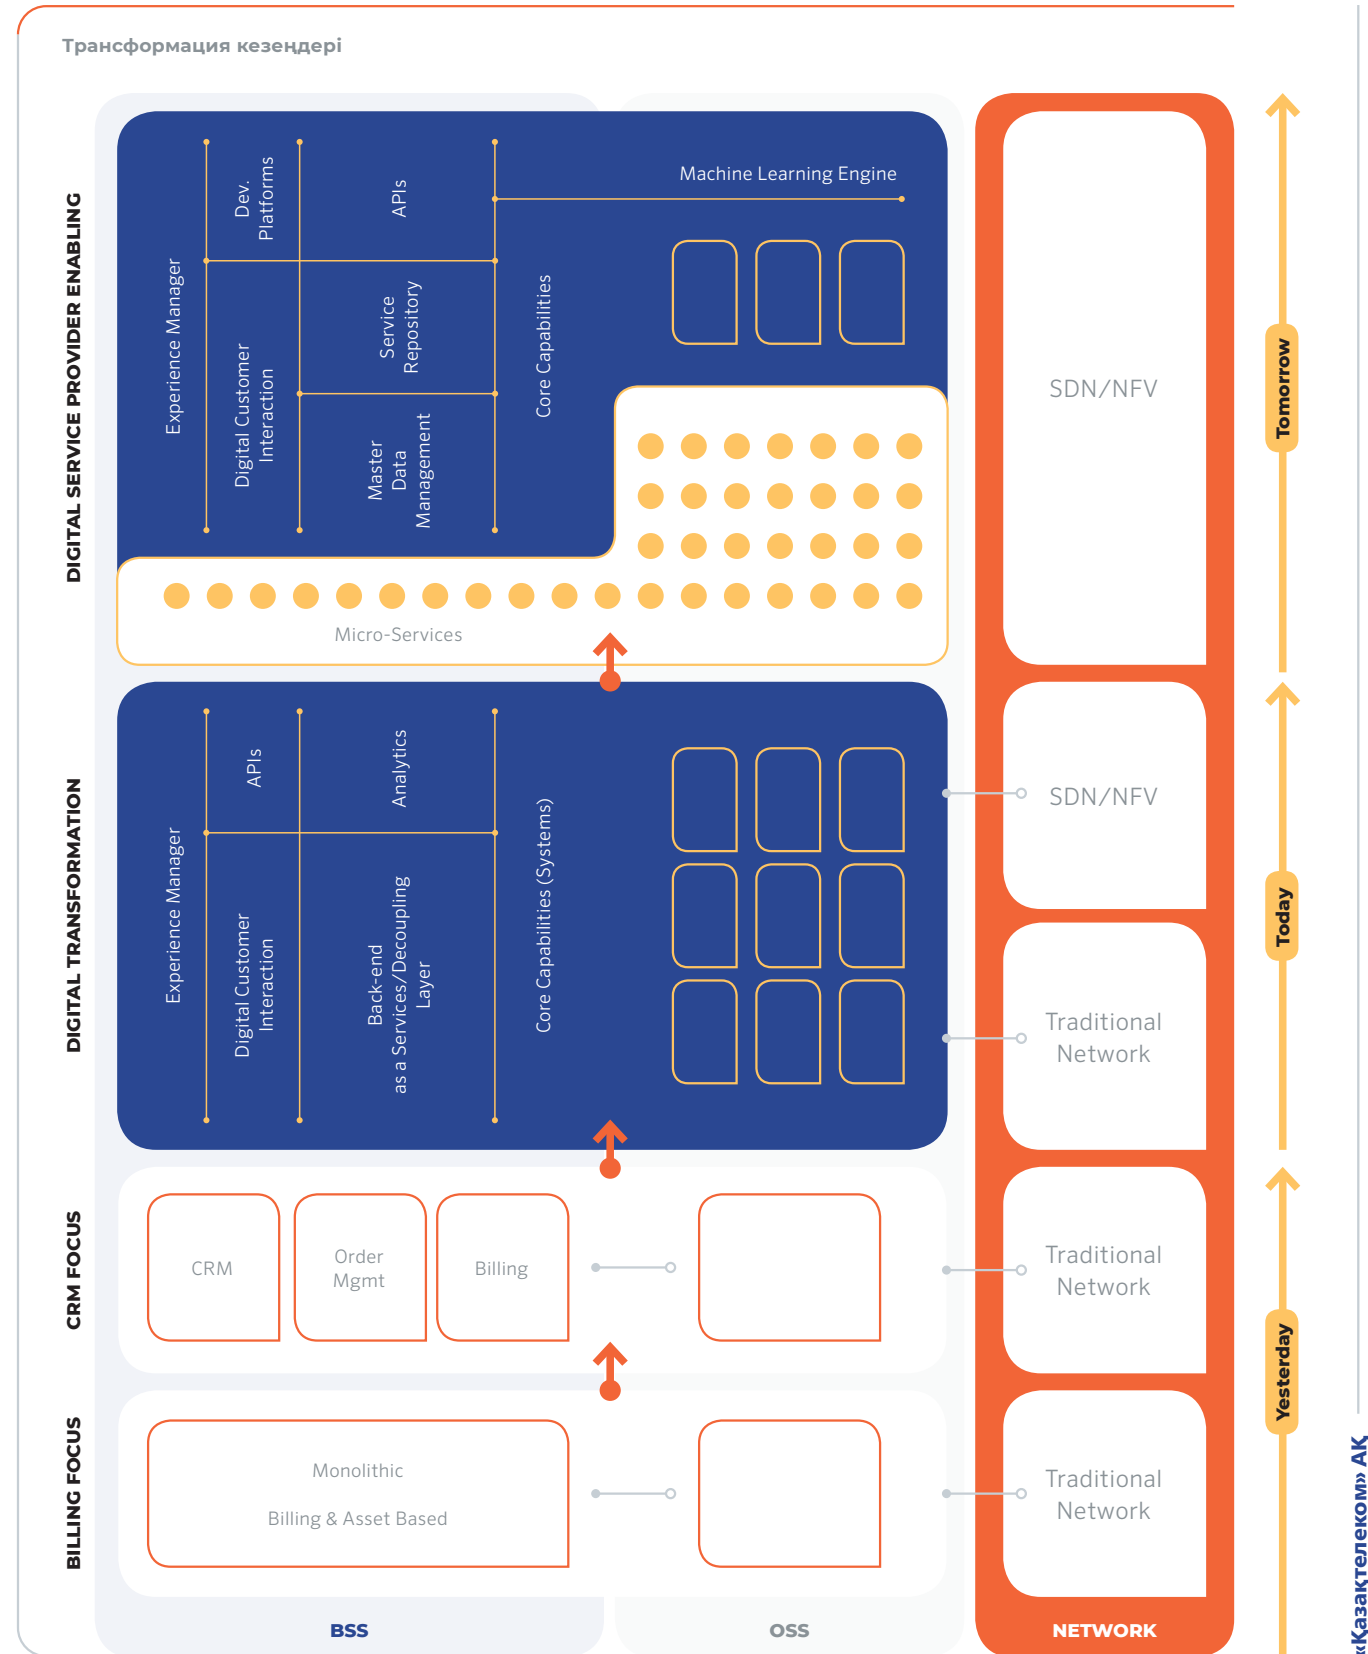 Трансформация кезеңдері
DIGITAL SERVICE PROVIDER ENABLING
Experience Manager
Dev.
Platforms
Digital Customer
Interaction
APIs
Service
Repository
Master
Data
Management
Core Capabilities
Machine Learning Engine
Micro-Services
SDN/NFV
Tomorrow
DIGITAL TRANSFORMATION
Experience Manager
APIs
Digital Customer
Interaction
Analytics
Back-end
as a Services/Decoupling
Layer
Core Capabilities (Systems)
SDN/NFV
Traditional
Network
Today
CRM FOCUS
CRM
Order
Mgmt
Billing
Traditional
Network
Yesterday
BILLING FOCUS
Monolithic
Billing & Asset Based
Traditional
Network
BSS
OSS
NETWORK
«Қазақтелеком» АҚ